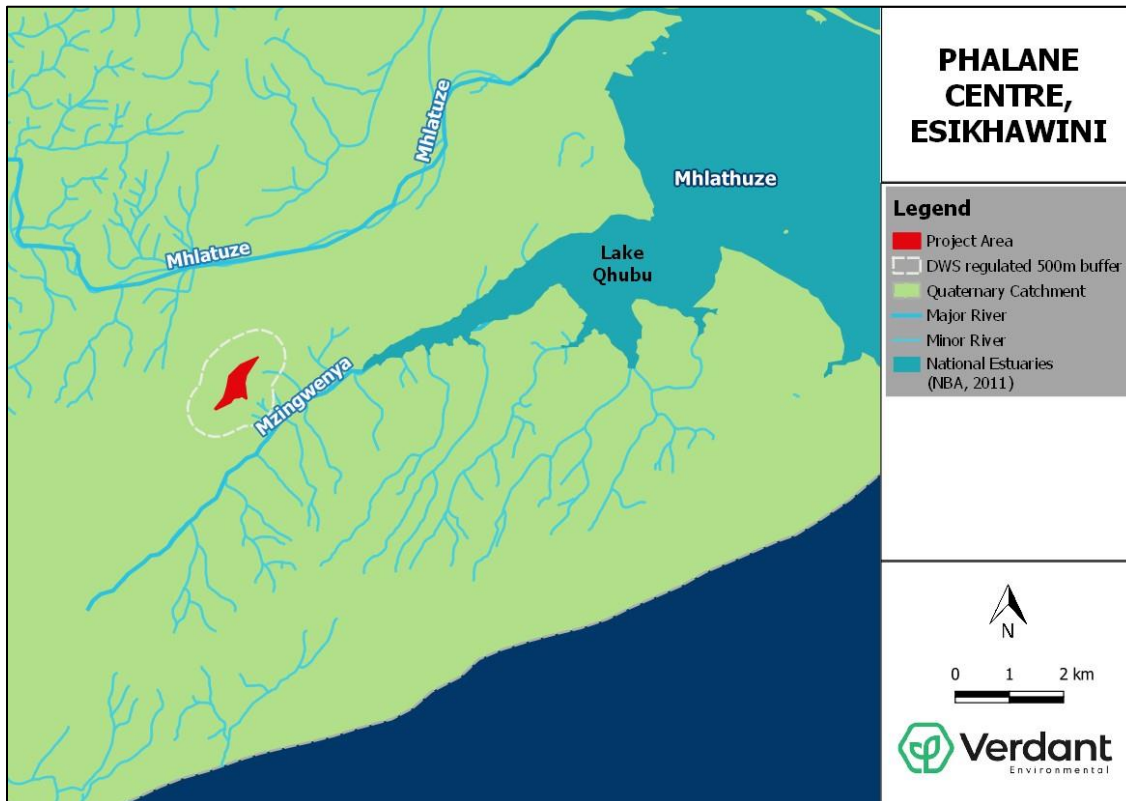 PHALANE
CENTRE,
ESIKHAWINI
Mhlatuze
Mhlathuze
Mhlatuze
Lake
Qhubu
Mzingwenya
Legend
Project Area
DWS regulated 500m buffer
Quaternary Catchment
Major River
Minor River
National Estuaries
(NBA, 2011)
N
0 1 2 km
Verdant
Environmental